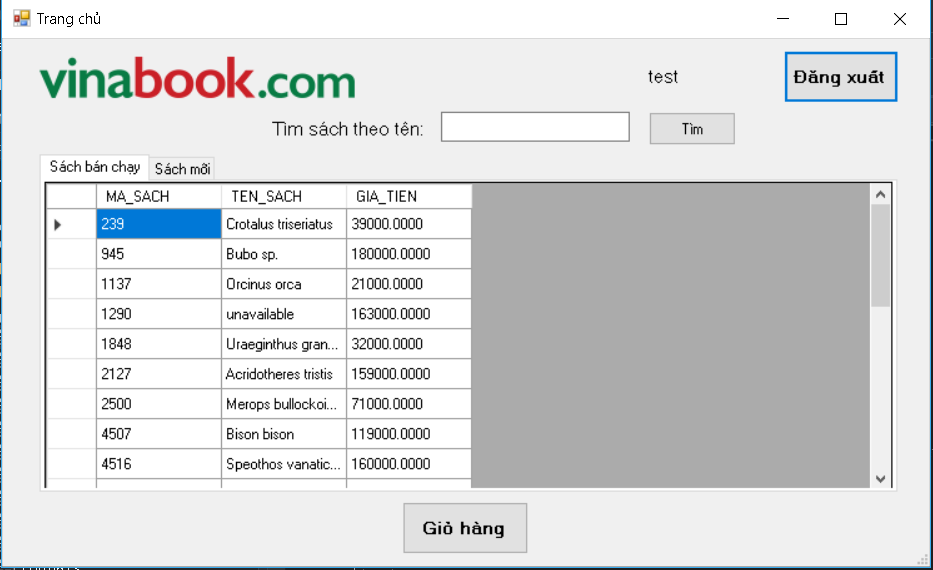 Trang chủ
vinabook.com
test
Đăng xuất
Tìm sách theo tên:
Tìm
Sách bán chạy Sách mới
MA_SACH TEN_SACH GIA_TIEN
239 Crotalus triseriatus 39000.0000
945 Bubo sp. 180000.0000
1137 Orcinus orca 21000.0000
1290 unavailable 163000.0000
1848 Uraeginthus gran... 32000.0000
2127 Acridotheres tristis 159000.0000
2500 Merops bullockoi... 71000.0000
4507 Bison bison 119000.0000
4516 Speothos vanatic... 160000.0000
Giỏ hàng